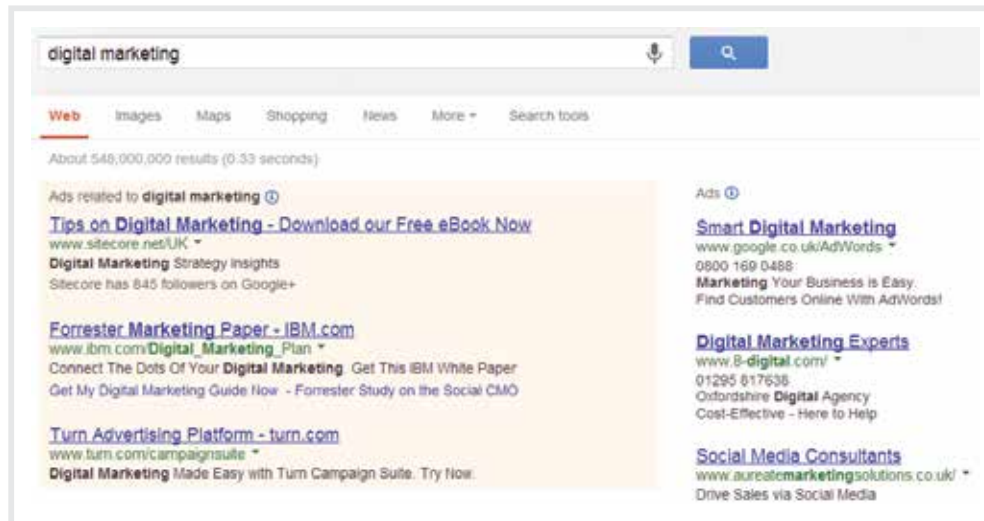 digital marketing
Web Images Maps Shopping News More Search tools
About 548,000,000 results (0.33 seconds)
Ads related to digital marketing
Tips on Digital Marketing - Download our Free eBook Now
www.sitecore.net/UK
Digital Marketing Strategy Insights
Sitecore has 845 followers on Google+
Forrester Marketing Paper - IBM.com
www.ibm.com/Digital_Marketing_Plan
Connect The Dots Of Your Digital Marketing. Get This IBM White Paper
Get My Digital Marketing Guide Now - Forrester Study on the Social CMO
Turn Advertising Platform - turn.com
www.turn.com/campaignsuite
Digital Marketing Made Easy with Turn Campaign Suite. Try Now.
Ads
Smart Digital Marketing
www.google.co.uk/AdWords
0800 169 0488
Marketing Your Business is Easy.
Find Customers Online With AdWords!
Digital Marketing Experts
www.8-digital.com/
01295 817638
Oxfordshire Digital Agency
Cost-Effective - Here to Help
Social Media Consultants
www.aureatemarketingsolutions.co.uk/
Drive Sales via Social Media